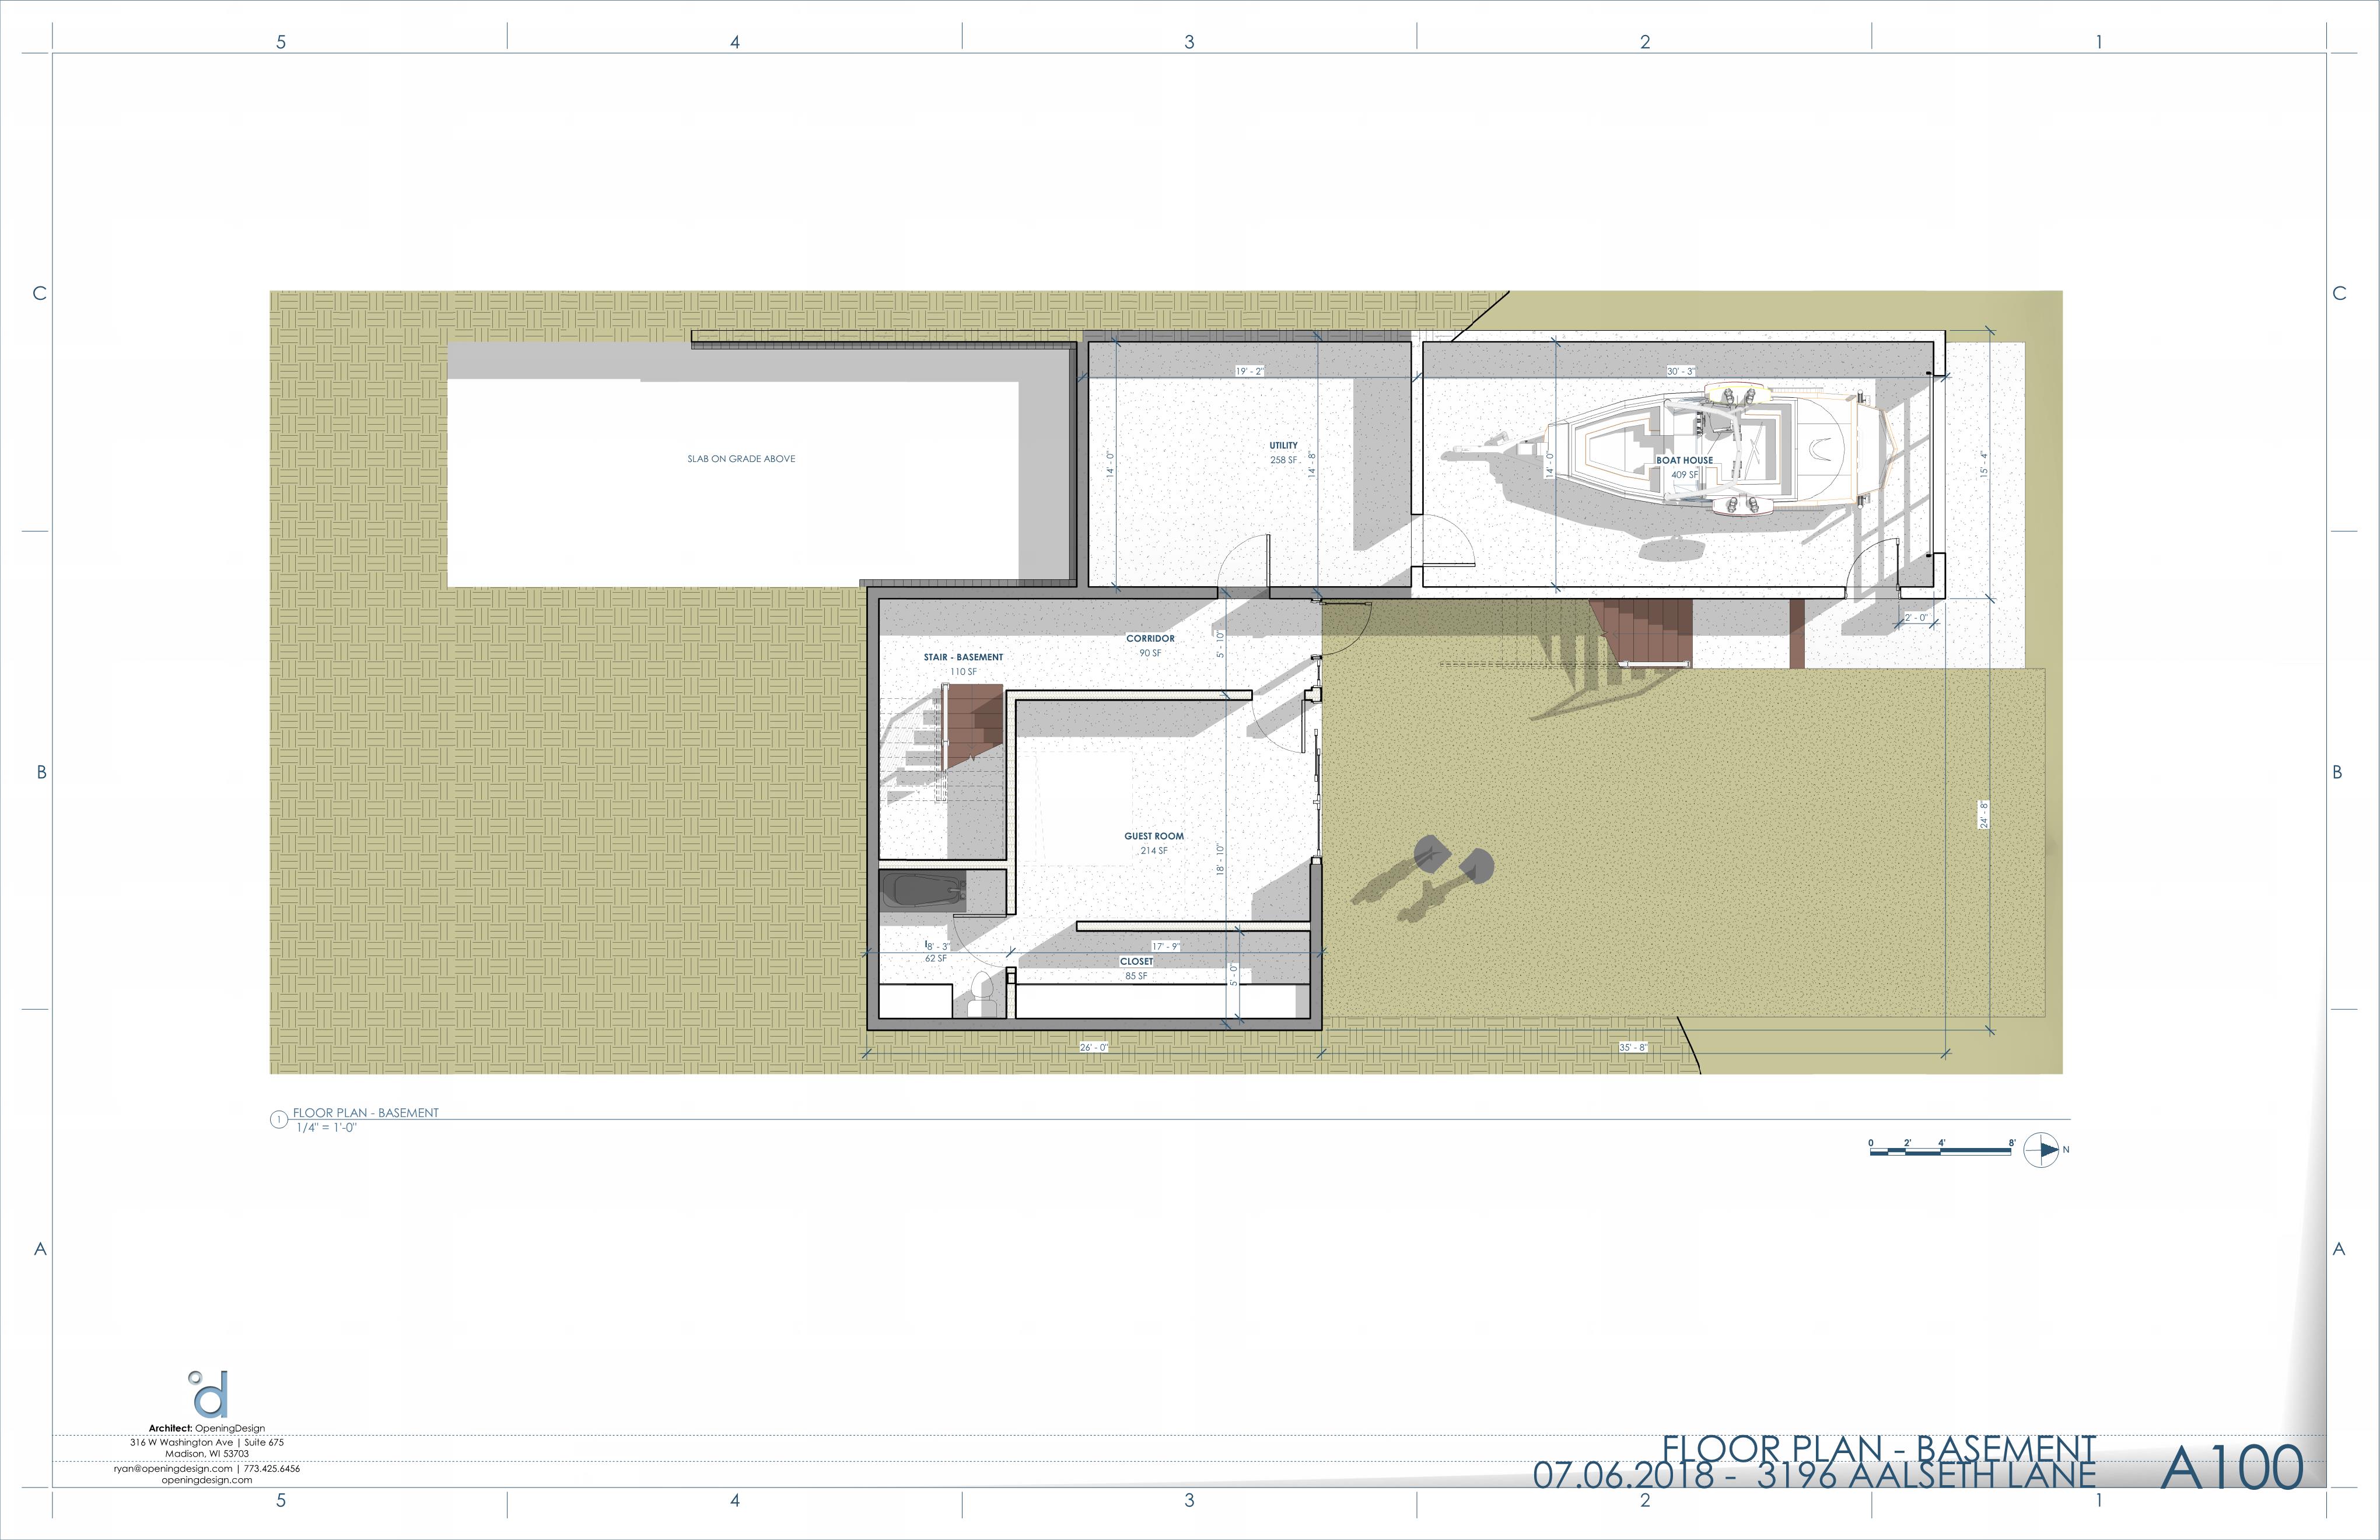 5 4 3 2 1
C C
19' - 2"
30' - 3"
14' - 0"
14' - 8"
14' - 0"
15' - 4"
UTILITY
258 SF
SLAB ON GRADE ABOVE
BOAT HOUSE
409 SF
2' - 0"
CORRIDOR
90 SF
5' - 10"
STAIR - BASEMENT
110 SF
B B
24' - 8"
GUEST ROOM
214 SF
18' - 10"
8' - 3"
62 SF
17' - 9"
CLOSET
85 SF
5' - 0"
26' - 0"
35' - 8"
1 FLOOR PLAN - BASEMENT
1/4" = 1'-0"
0 2' 4' 8'
N
A A
d
Architect: OpeningDesign
316 W Washington Ave | Suite 675
Madison, WI 53703
ryan@openingdesign.com | 773.425.6456
openingdesign.com
FLOOR PLAN - BASEMENT
07.06.2018 - 3196 AALSETH LANE
A100
5 4 3 2 1